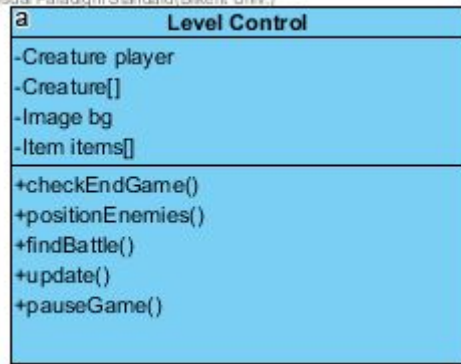 a
Level Control
-Creature player
-Creature[]
-Image bg
-Item items[]
+checkEndGame()
+positionEnemies()
+findBattle()
+update()
+pauseGame()